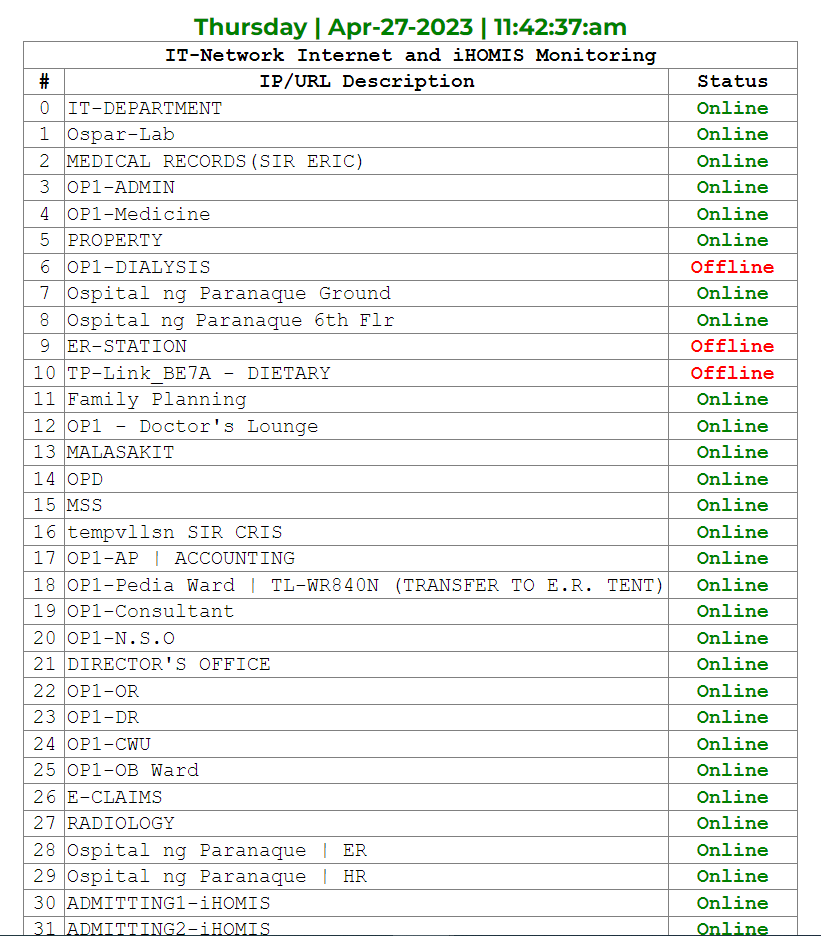 Thursday | Apr-27-2023 | 11:42:37:am
IT-Network Internet and iHOMIS Monitoring
# IP/URL Description Status
0 IT-DEPARTMENT Online
1 Ospar-Lab Online
2 MEDICAL RECORDS(SIR ERIC) Online
3 OP1-ADMIN Online
4 OP1-Medicine Online
5 PROPERTY Online
6 OP1-DIALYSIS Offline
7 Ospital ng Paranaque Ground Online
8 Ospital ng Paranaque 6th Flr Online
9 ER-STATION Offline
10 TP-Link_BE7A - DIETARY Offline
11 Family Planning Online
12 OP1 - Doctor's Lounge Online
13 MALASAKIT Online
14 OPD Online
15 MSS Online
16 tempvllsn SIR CRIS Online
17 OP1-AP | ACCOUNTING Online
18 OP1-Pedia Ward | TL-WR840N (TRANSFER TO E.R. TENT) Online
19 OP1-Consultant Online
20 OP1-N.S.O Online
21 DIRECTOR'S OFFICE Online
22 OP1-OR Online
23 OP1-DR Online
24 OP1-CWU Online
25 OP1-OB Ward Online
26 E-CLAIMS Online
27 RADIOLOGY Online
28 Ospital ng Paranaque | ER Online
29 Ospital ng Paranaque | HR Online
30 ADMITTING1-iHOMIS Online
31 ADMITTING2-iHOMIS Online